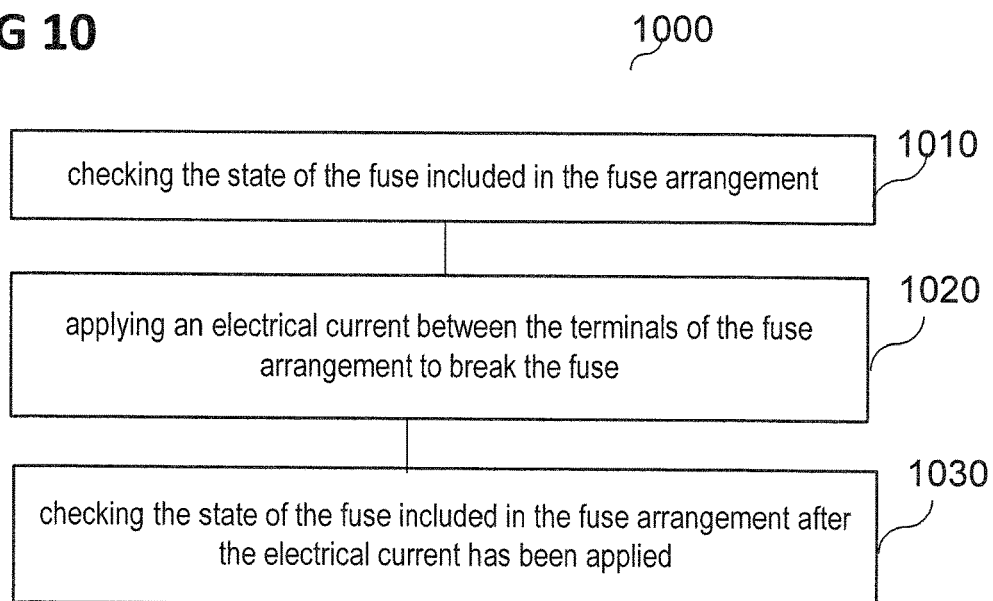 G 10
1000
checking the state of the fuse included in the fuse arrangement
1010
applying an electrical current between the terminals of the fuse
arrangement to break the fuse
1020
checking the state of the fuse included in the fuse arrangement after
the electrical current has been applied
1030